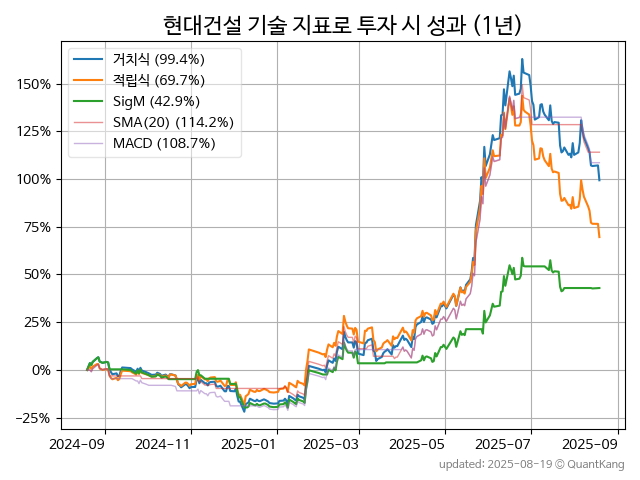 현대건설 기술 지표로 투자 시 성과 (1년)
거치식 (99.4%)
적립식 (69.7%)
SigM (42.9%)
SMA(20) (114.2%)
MACD (108.7%)
150%
125%
100%
75%
50%
25%
0%
−25%
2024-09
2024-11
2025-01
2025-03
2025-05
2025-07
2025-09
updated: 2025-08-19 © QuantKang